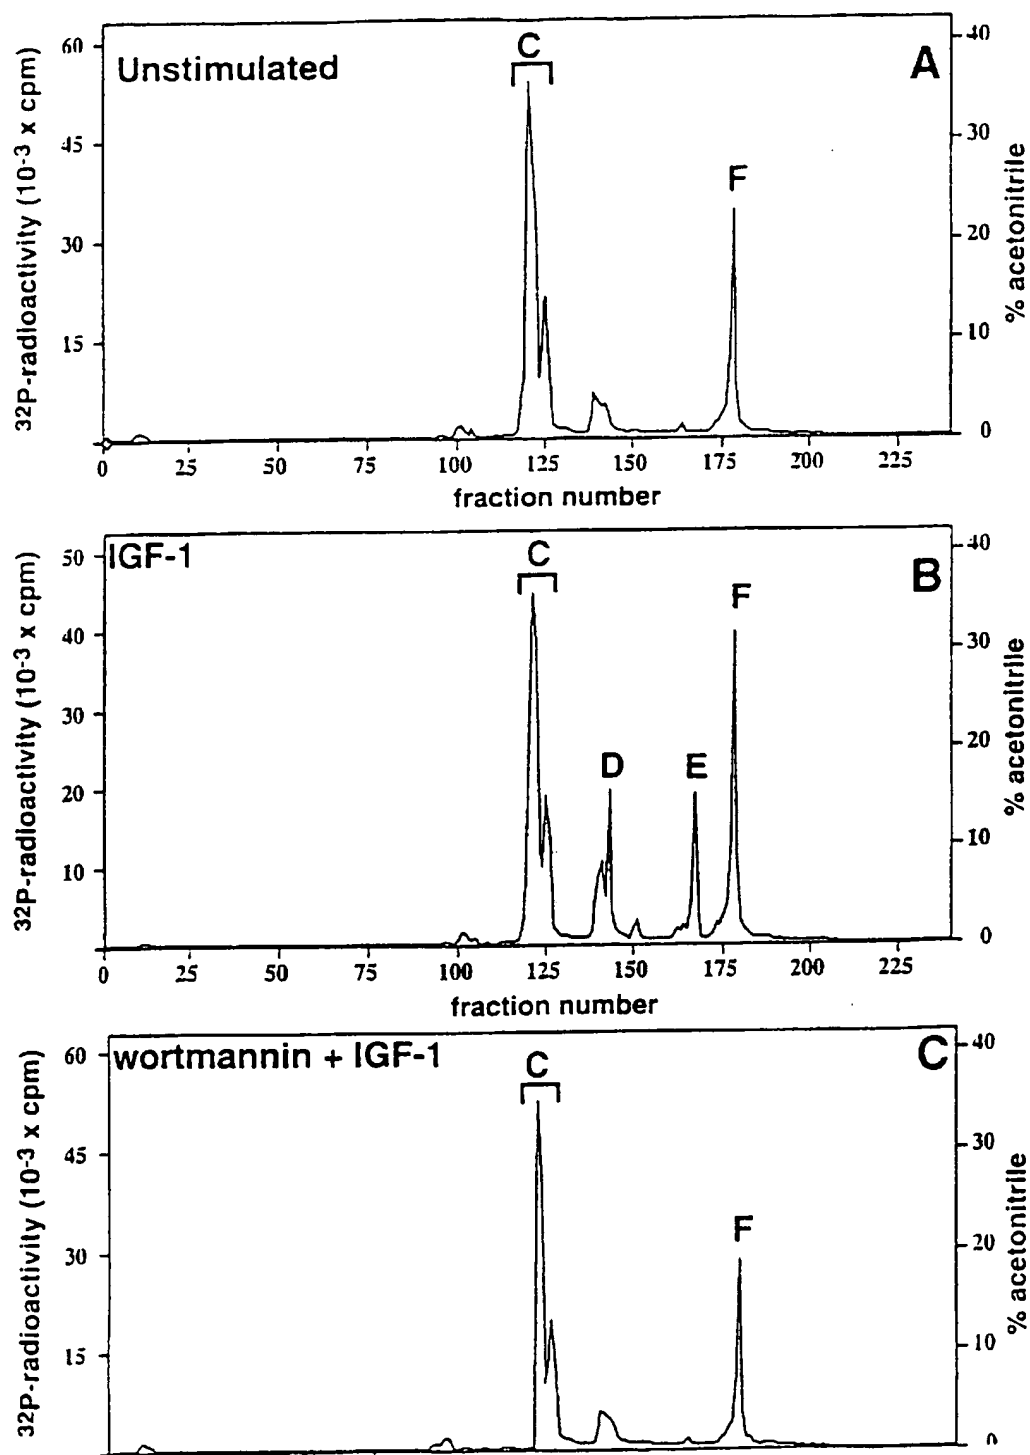 Unstimulated
C
A
F
32P-radioactivity (10-3 x cpm)
60
45
30
15
% acetonitrile
40
30
20
10
0
0 25 50 75 100 125 150 175 200 225
fraction number
IGF-1
C
B
F
D
E
32P-radioactivity (10-3 x cpm)
50
40
30
20
10
% acetonitrile
40
30
20
10
0
0 25 50 75 100 125 150 175 200 225
fraction number
wortmannin + IGF-1
C
C
F
32P-radioactivity (10-3 x cpm)
60
45
30
15
% acetonitrile
40
30
20
10
0